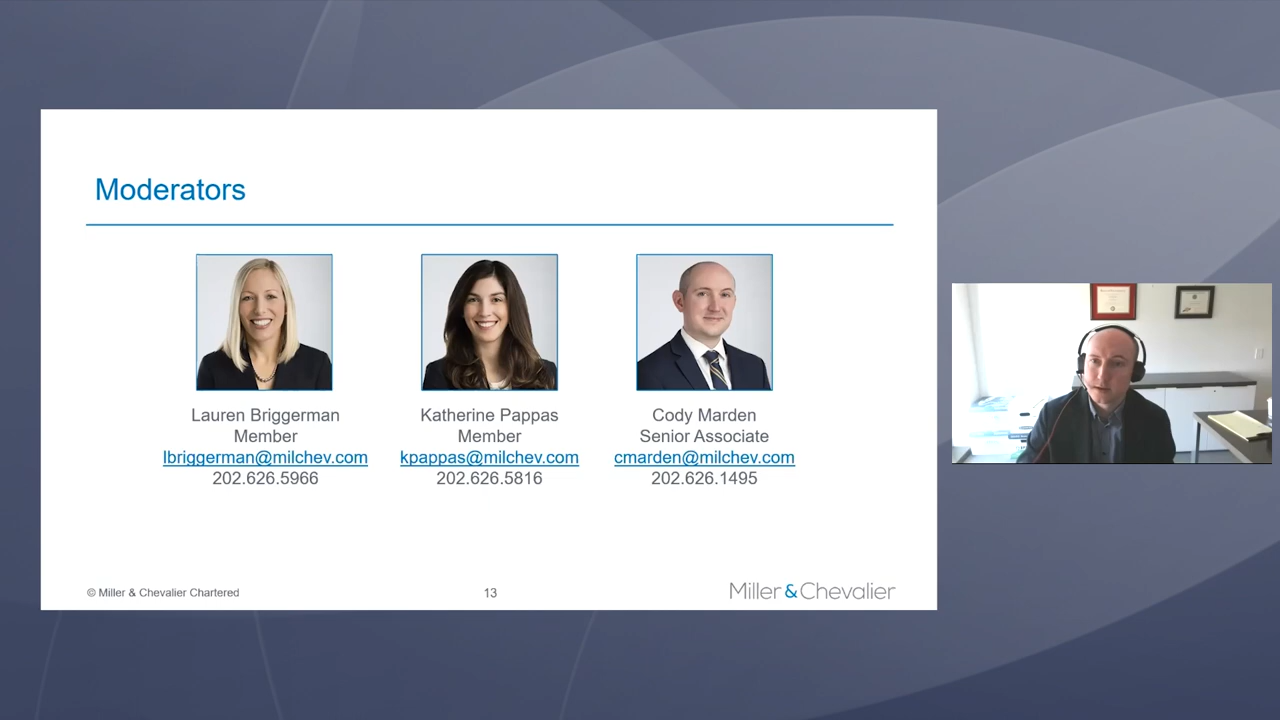 Moderators
Lauren Briggerman
Member
lbriggerman@milchev.com
202.626.5966
Katherine Pappas
Member
kpappas@milchev.com
202.626.5816
Cody Marden
Senior Associate
cmarden@milchev.com
202.626.1495
© Miller & Chevalier Chartered
13
Miller & Chevalier